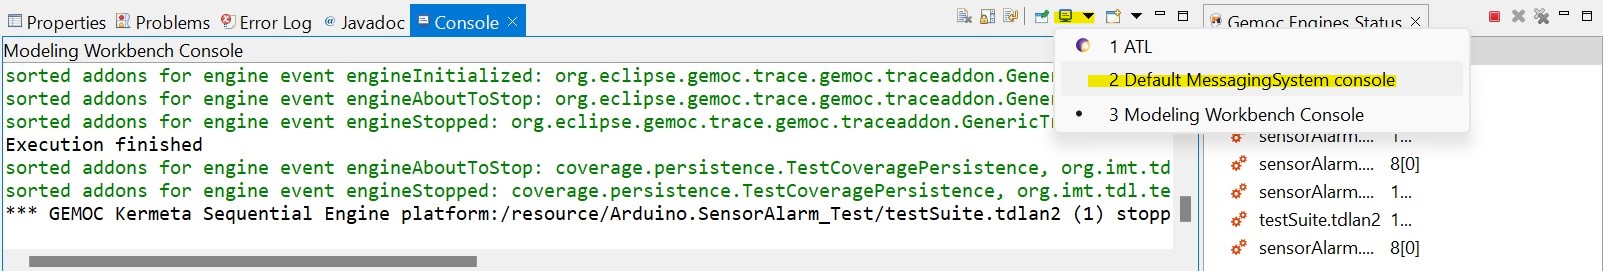 Properties Problems Error Log Javadoc Console Gemoc Engines Status
Modeling Workbench Console
sorted addons for engine event engineInitialized: org.eclipse.gemoc.trace.gemoc.traceaddon.Gener
sorted addons for engine event engineAboutToStop: org.eclipse.gemoc.trace.gemoc.traceaddon.Gener
sorted addons for engine event engineStopped: org.eclipse.gemoc.trace.gemoc.traceaddon.GenericTr
Execution finished
sorted addons for engine event engineAboutToStop: coverage.persistence.TestCoveragePersistence, org.imt.td
sorted addons for engine event engineStopped: coverage.persistence.TestCoveragePersistence, org.imt.tdl.te
*** GEMOC Kermeta Sequential Engine platform:/resource/Arduino.SensorAlarm_Test/testSuite.tdlan2 (1) stopp
1 ATL
2 Default MessagingSystem console
3 Modeling Workbench Console
sensorAlarm.... 1...
sensorAlarm.... 8[0]
sensorAlarm.... 1...
testSuite.tdlan2 1...
sensorAlarm.... 8[0]